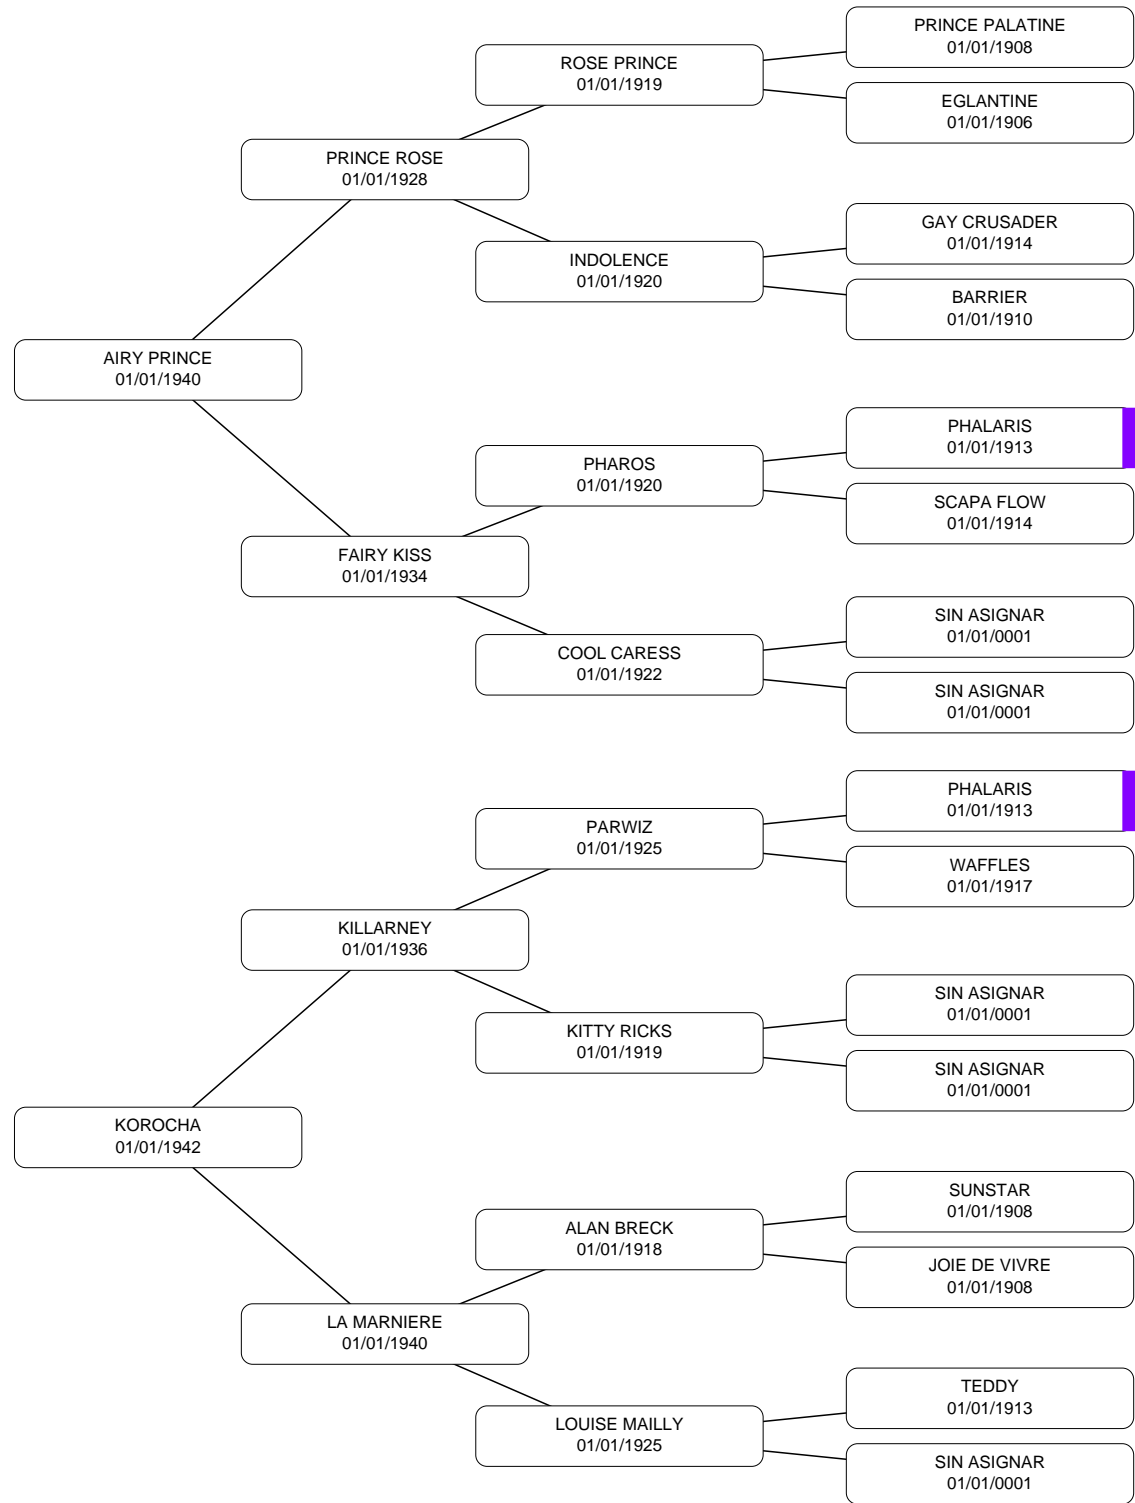 PRINCE PALATINE
01/01/1908
ROSE PRINCE
01/01/1919
EGLANTINE
01/01/1906
PRINCE ROSE
01/01/1928
GAY CRUSADER
01/01/1914
INDOLENCE
01/01/1920
BARRIER
01/01/1910
AIRY PRINCE
01/01/1940
PHALARIS
01/01/1913
PHAROS
01/01/1920
SCAPA FLOW
01/01/1914
FAIRY KISS
01/01/1934
SIN ASIGNAR
01/01/0001
COOL CARESS
01/01/1922
SIN ASIGNAR
01/01/0001
PHALARIS
01/01/1913
PARWIZ
01/01/1925
WAFFLES
01/01/1917
KILLARNEY
01/01/1936
SIN ASIGNAR
01/01/0001
KITTY RICKS
01/01/1919
SIN ASIGNAR
01/01/0001
KOROCHA
01/01/1942
SUNSTAR
01/01/1908
ALAN BRECK
01/01/1918
JOIE DE VIVRE
01/01/1908
LA MARNIERE
01/01/1940
TEDDY
01/01/1913
LOUISE MAILLY
01/01/1925
SIN ASIGNAR
01/01/0001